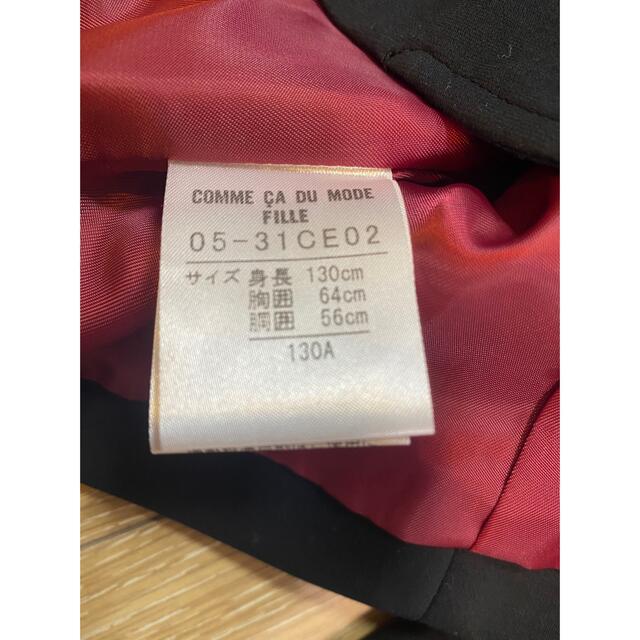 COMME ÇA DU MODE
FILLE
05-31CE02
サイズ 身長 130cm
胸囲 64cm
胴囲 56cm
130A